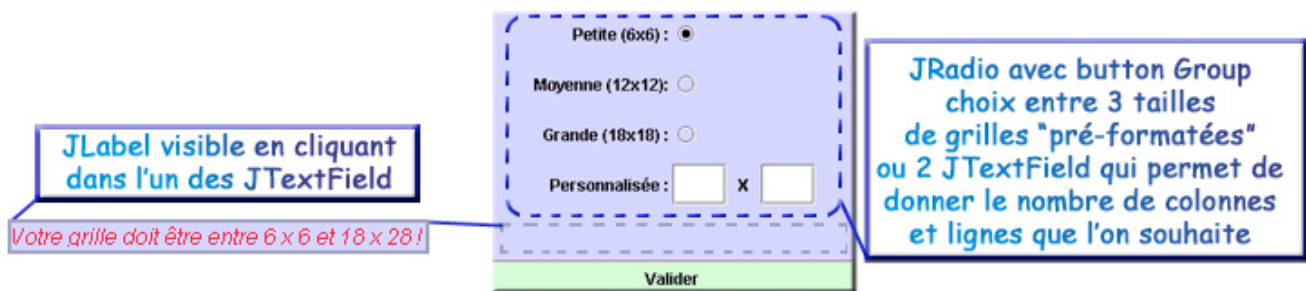 JLabel visible en cliquant
dans l'un des JTextField
Votre grille doit être entre 6 x 6 et 18 x 28 !
Petite (6x6) :
Moyenne (12x12):
Grande (18x18) :
Personnalisée : X
Valider
JRadio avec button Group
choix entre 3 tailles
de grilles "pré-formatées"
ou 2 JTextField qui permet de
donner le nombre de colonnes
et lignes que l'on souhaite